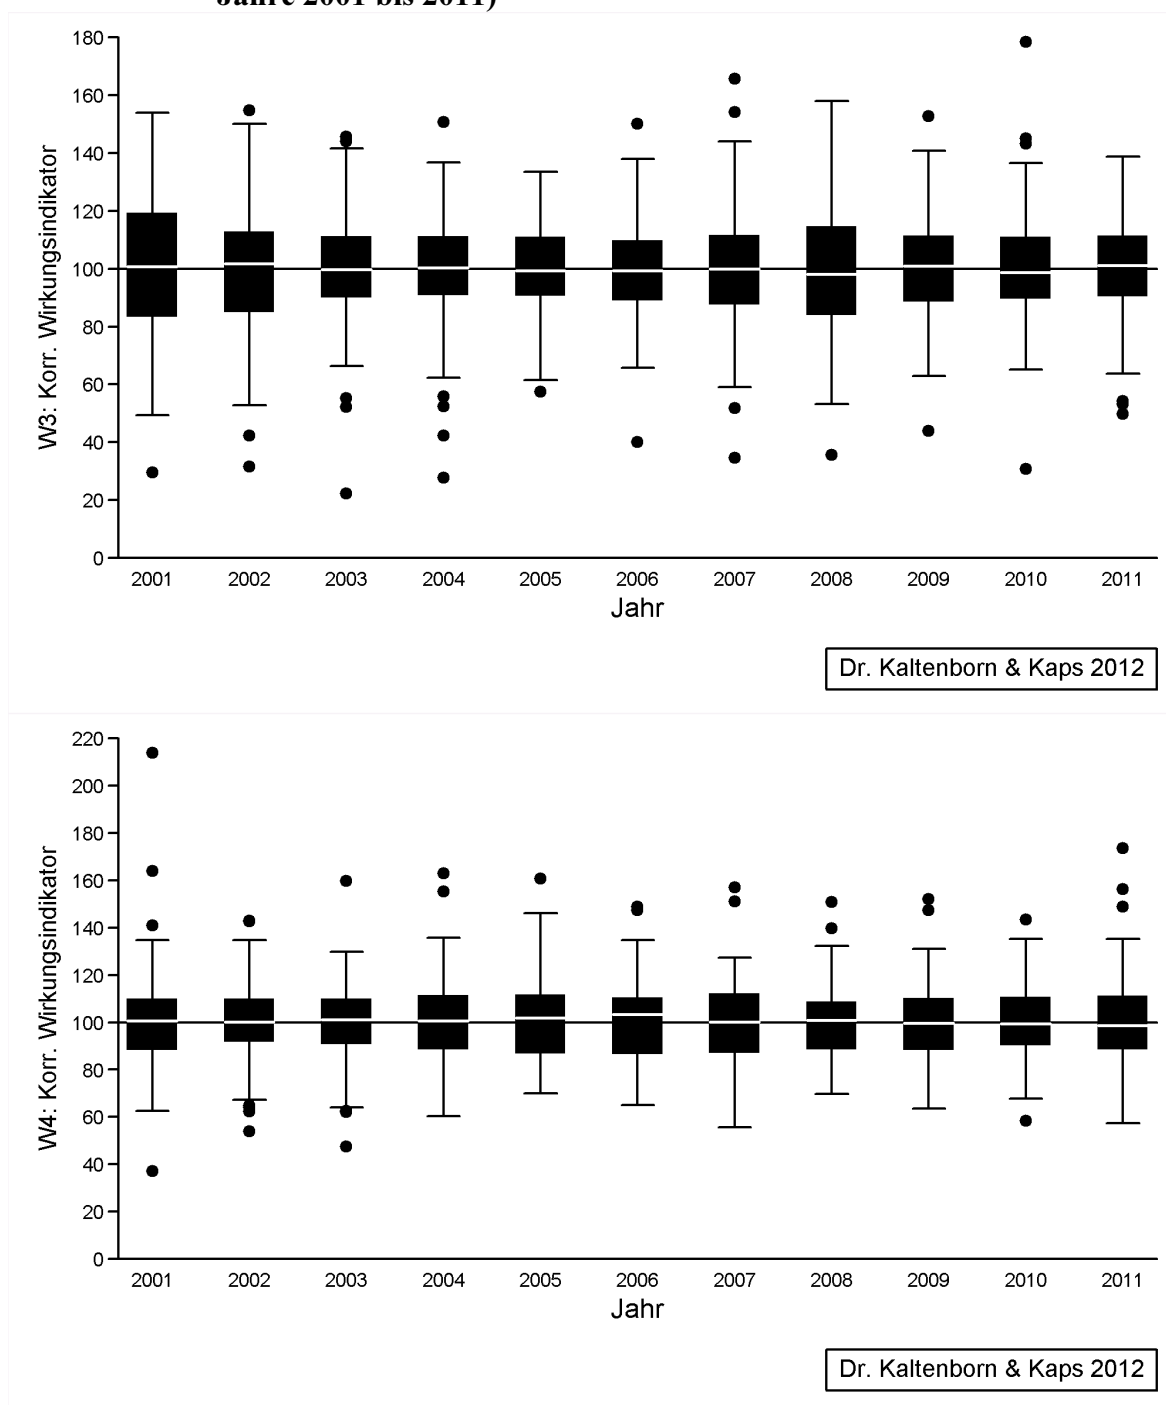 Jahre 2001 bis 2011)
180
160
140
120
100
80
60
40
20
0
W3: Korr. Wirkungsindikator
2001 2002 2003 2004 2005 2006 2007 2008 2009 2010 2011
Jahr
Dr. Kaltenborn & Kaps 2012
220
200
180
160
140
120
100
80
60
40
20
0
W4: Korr. Wirkungsindikator
2001 2002 2003 2004 2005 2006 2007 2008 2009 2010 2011
Jahr
Dr. Kaltenborn & Kaps 2012